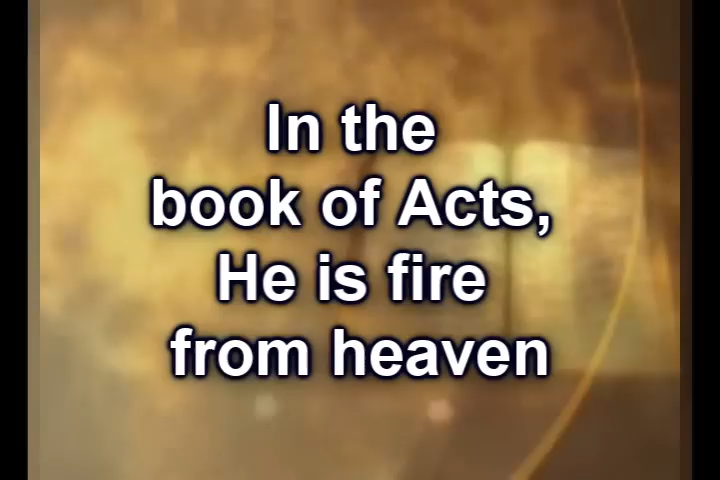 In the
book of Acts,
He is fire
from heaven